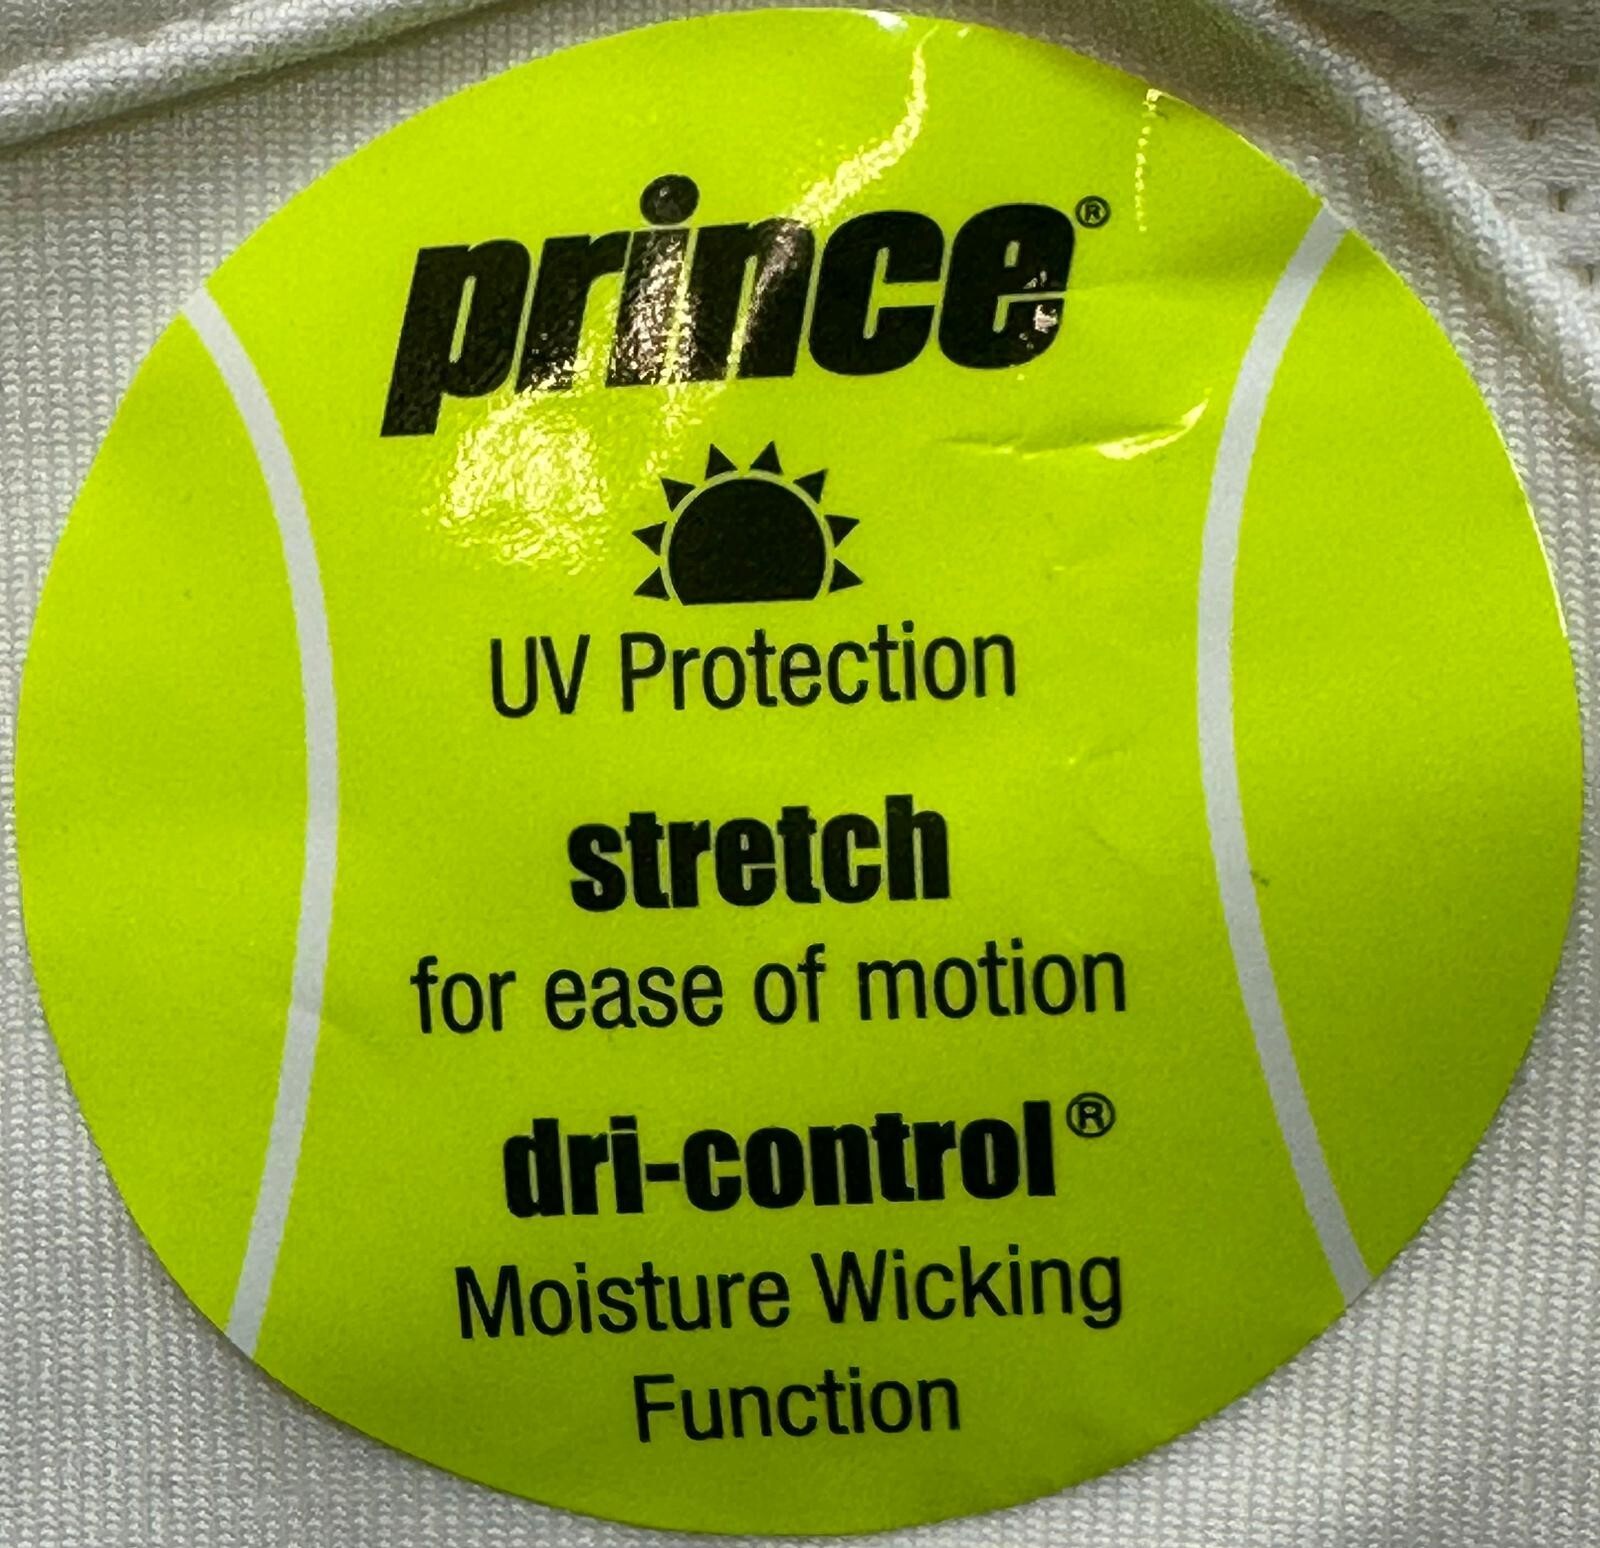 prince®
UV Protection
stretch
for ease of motion
dri-control®
Moisture Wicking
Function